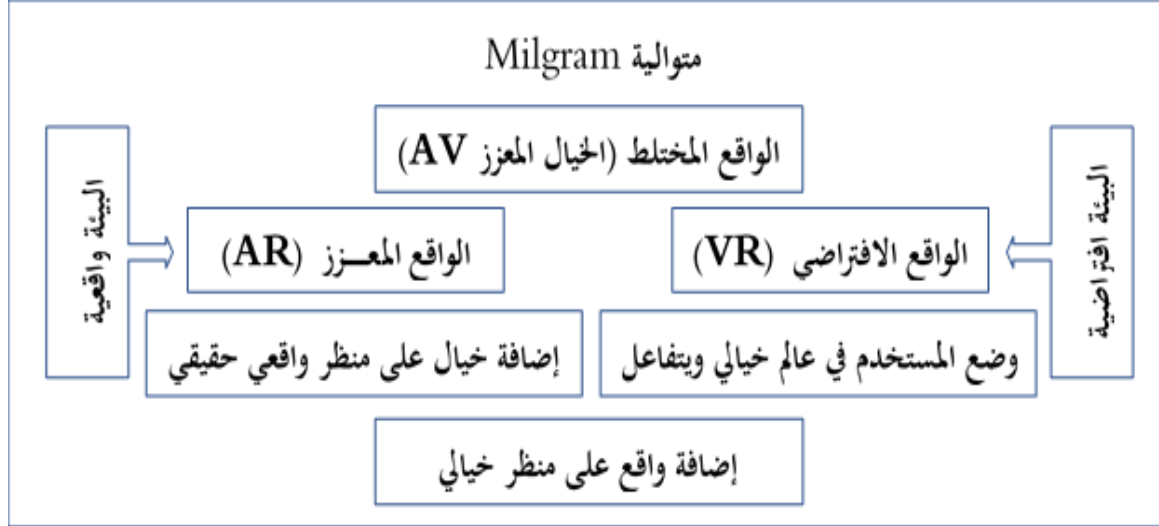 متوالية Milgram
الواقع المختلط (الخيال المعزز AV)
البيئة افتراضية
الواقع الافتراضي (VR)
الواقع المعـــزز (AR)
البيئة واقعية
وضع المستخدم في عالم خيالي ويتفاعل
إضافة خيال على منظر واقعي حقيقي
إضافة واقع على منظر خيالي